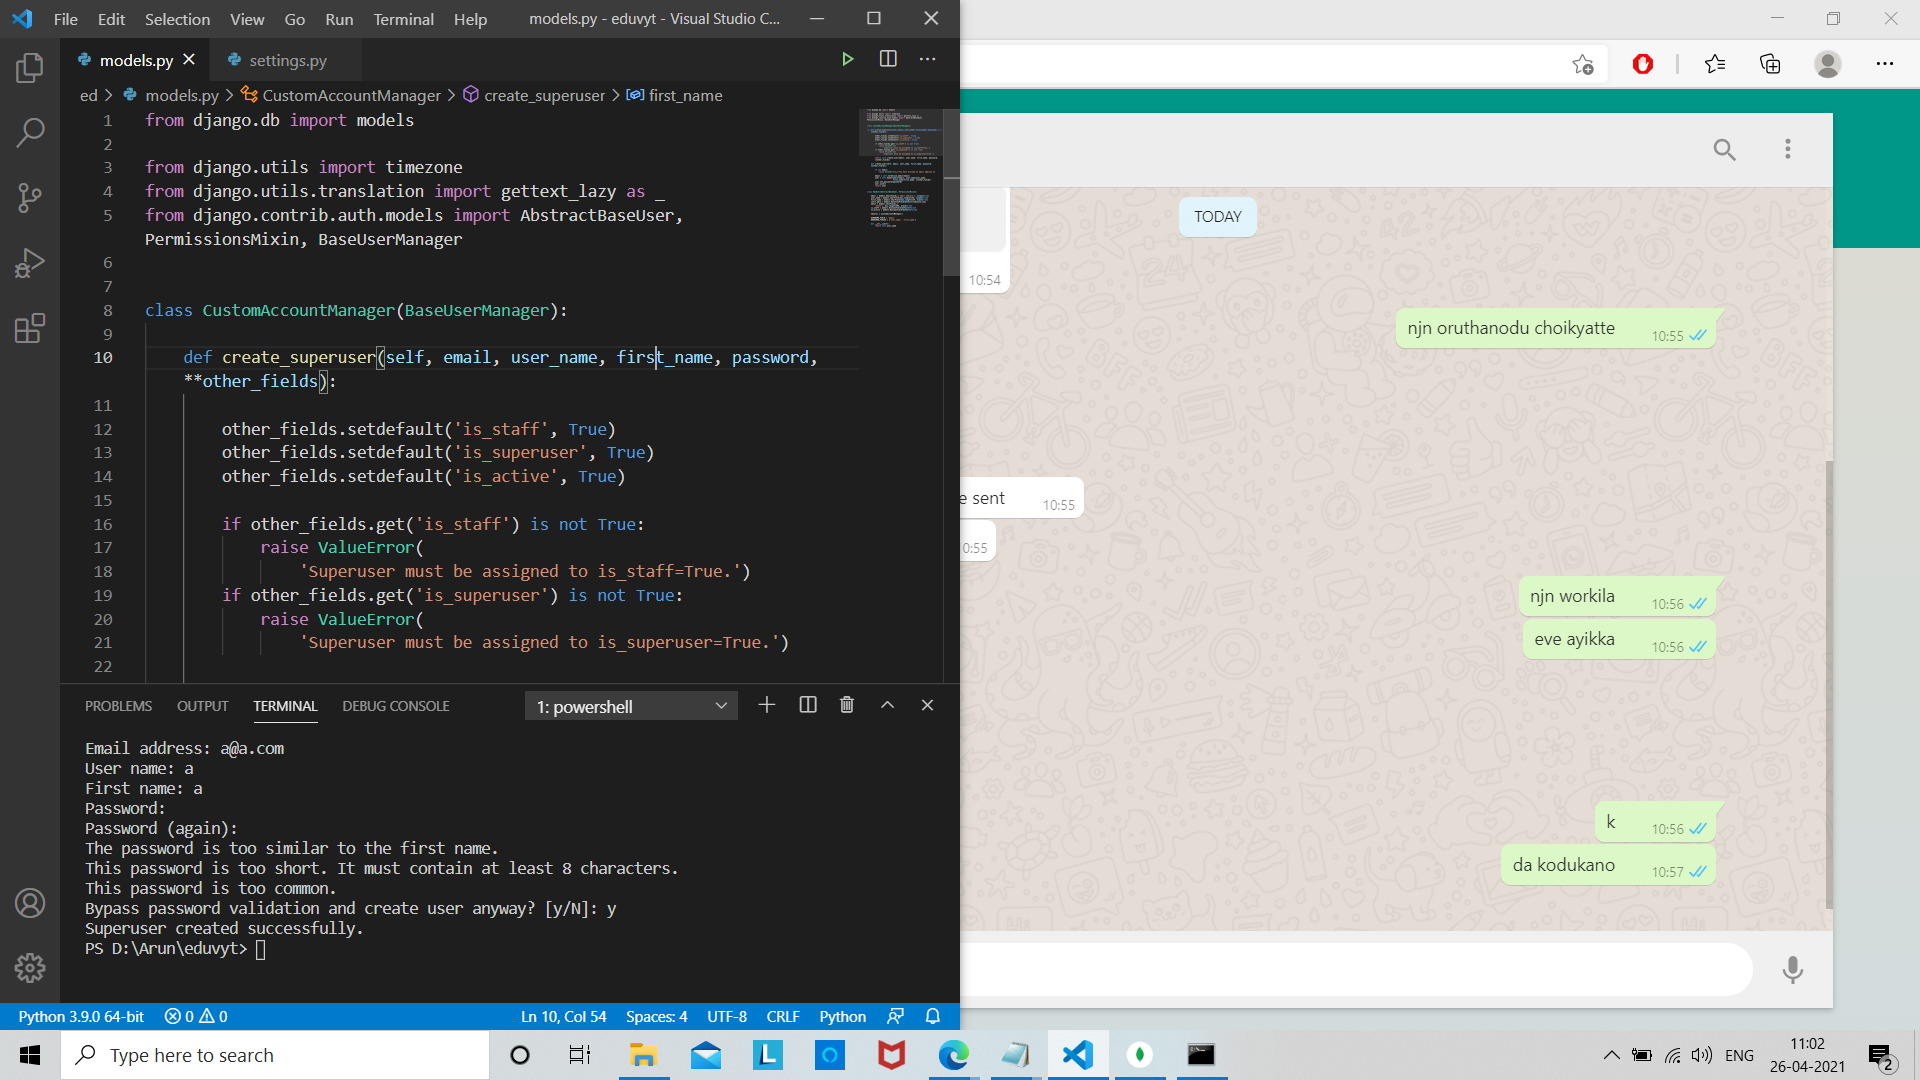 File Edit Selection View Go Run Terminal Help models.py - eduvyt - Visual Studio C...
models.py settings.py
ed > models.py > CustomAccountManager > create_superuser > first_name
1 from django.db import models
2
3 from django.utils import timezone
4 from django.utils.translation import gettext_lazy as _
5 from django.contrib.auth.models import AbstractBaseUser,
PermissionsMixin, BaseUserManager
6
7
8 class CustomAccountManager(BaseUserManager):
9
10 def create_superuser(self, email, user_name, first_name, password,
**other_fields):
11
12 other_fields.setdefault('is_staff', True)
13 other_fields.setdefault('is_superuser', True)
14 other_fields.setdefault('is_active', True)
15
16 if other_fields.get('is_staff') is not True:
17 raise ValueError(
18 'Superuser must be assigned to is_staff=True.')
19 if other_fields.get('is_superuser') is not True:
20 raise ValueError(
21 'Superuser must be assigned to is_superuser=True.')
22
PROBLEMS OUTPUT TERMINAL DEBUG CONSOLE 1: powershell
Email address: a@a.com
User name: a
First name: a
Password:
Password (again):
The password is too similar to the first name.
This password is too short. It must contain at least 8 characters.
This password is too common.
Bypass password validation and create user anyway? [y/N]: y
Superuser created successfully.
PS D:\Arun\eduvyt>
Python 3.9.0 64-bit 0 0 Ln 10, Col 54 Spaces: 4 UTF-8 CRLF Python
TODAY
10:54
njn oruthanodu choikyatte 10:55
e sent 10:55
0:55
njn workila 10:56
eve ayikka 10:56
k 10:56
da kodukano 10:57
Type here to search
L
ENG
11:02
26-04-2021
2